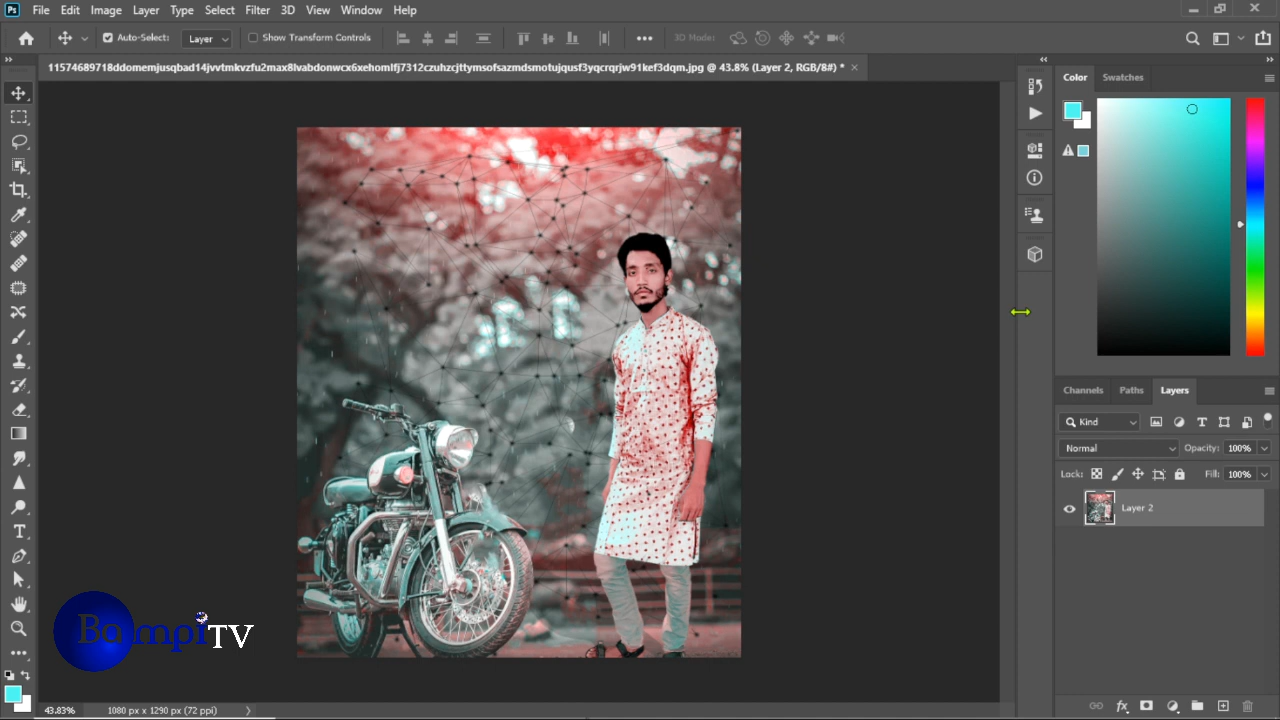 Ps File Edit Image Layer Type Select Filter 3D View Window Help
Auto-Select: Layer Show Transform Controls 3D Mode:
11574689718ddomemjusqbad14jvvtmkvzfu2max8lvabdonwcx6xehomlfj7312czuhzcjttymsofsazmdsmotujqusf3yqcrqrjw91kef3dqm.jpg @ 43.8% (Layer 2, RGB/8#) *
Color Swatches
Channels Paths Layers
Kind
Normal Opacity: 100%
Lock: Fill: 100%
Layer 2
BampiTV
43.83% 1080 px x 1290 px (72 ppi)